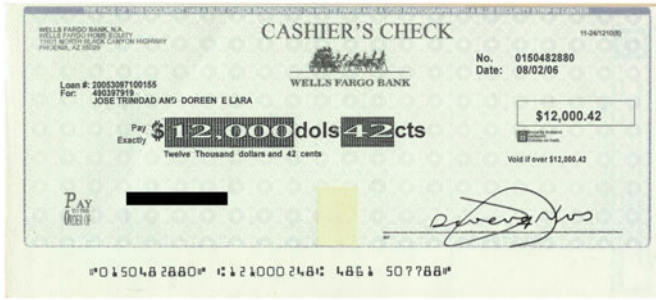 THE FACE OF THIS DOCUMENT HAS A BLUE CHECK BACKGROUND ON WHITE PAPER AND A VOID PANTOGRAPH WITH A BLUE SECURITY STRIP IN CENTER
WELLS FARGO BANK, N.A.
WELLS FARGO HOME EQUITY
NORTH BLACK CANYON HIGHWAY
PHOENIX, AZ
CASHIER'S CHECK
11-24/1210(8)
WELLS FARGO BANK
No. 0150482880
Date: 08/02/06
Loan #: 20053097100155
For: 490397919
JOSE TRINIDAD AND DOREEN E LARA
$12,000.42
Pay Exactly $12,000dols42cts
Twelve Thousand dollars and 42 cents
Void if over $12,000.42
PAY
TO THE
ORDER OF
⑈0150482880⑈ ⑆121000248⑆ 4861 507788⑈